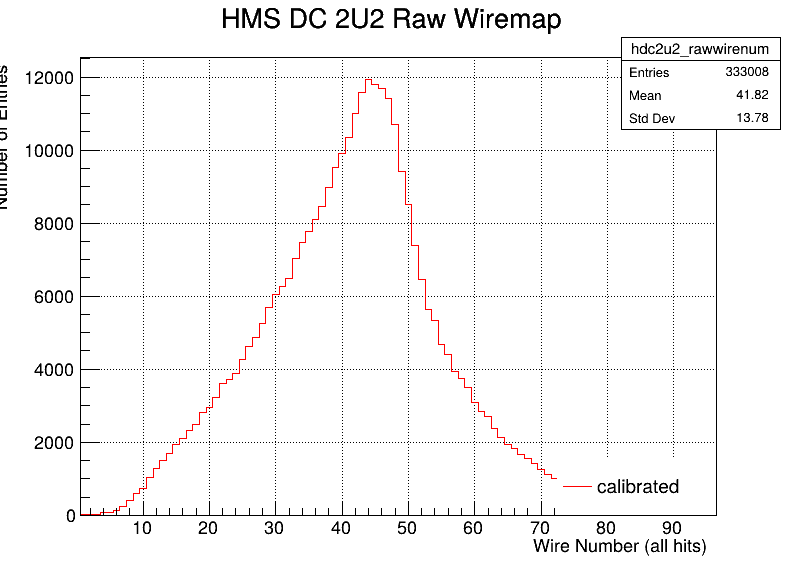 HMS DC 2U2 Raw Wiremap
hdc2u2_rawwirenum
Entries 333008
Mean 41.82
Std Dev 13.78
Number of Entries
12000
10000
8000
6000
4000
2000
0
calibrated
10 20 30 40 50 60 70 80 90
Wire Number (all hits)